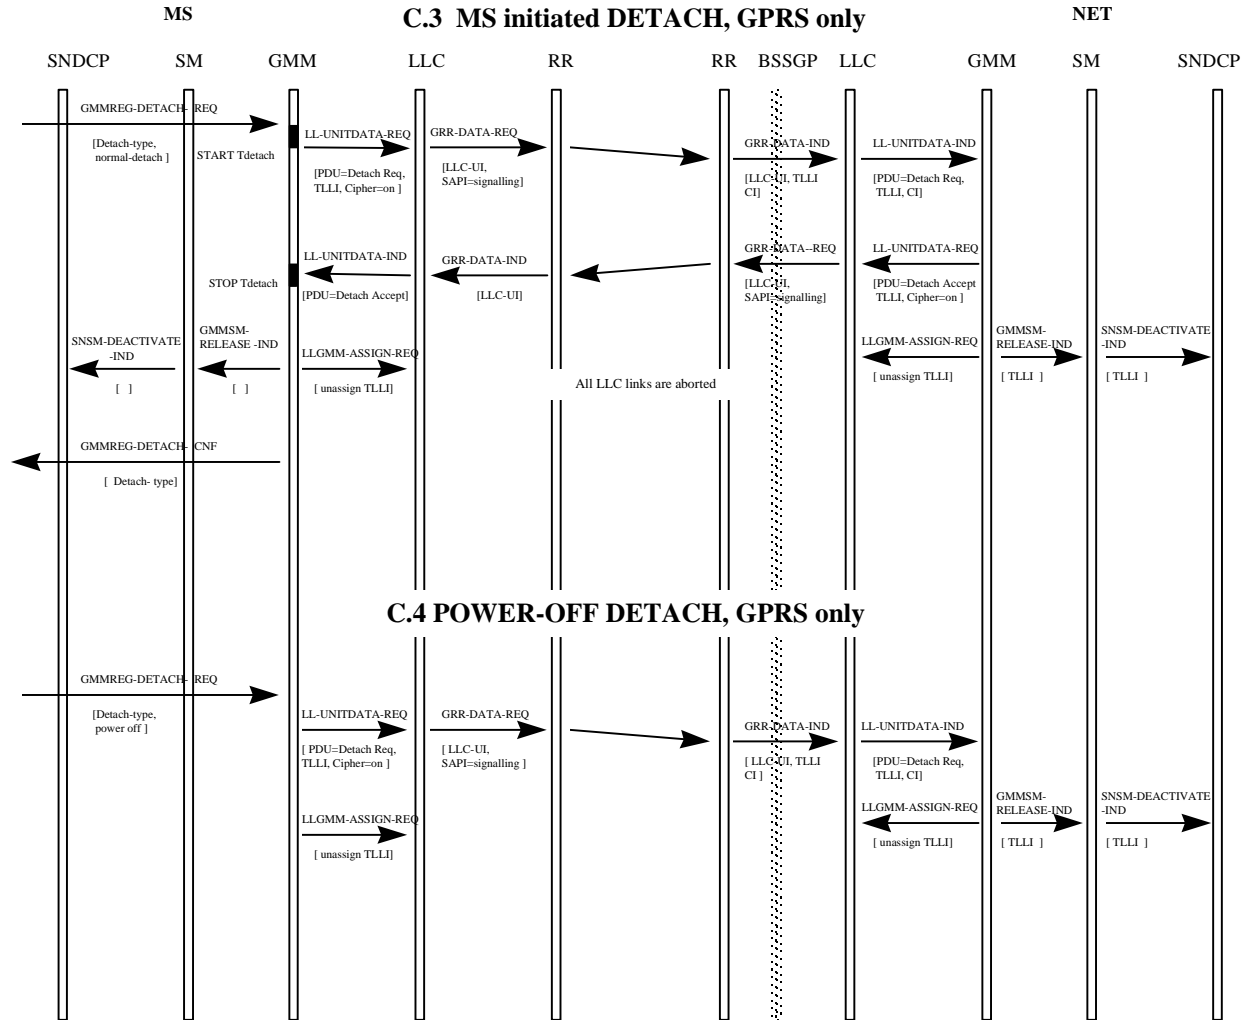 MS C.3 MS initiated DETACH, GPRS only NET
SNDCP SM GMM LLC RR RR BSSGP LLC GMM SM SNDCP
GMMREG-DETACH- REQ
[Detach-type,
normal-detach ]
START Tdetach
LL-UNITDATA-REQ
[PDU=Detach Req,
TLLI, Cipher=on ]
GRR-DATA-REQ
[LLC-UI,
SAPI=signalling]
GRR-DATA-IND
[LLC-UI, TLLI
CI]
LL-UNITDATA-IND
[PDU=Detach Req,
TLLI, CI]
STOP Tdetach
LL-UNITDATA-IND
[PDU=Detach Accept]
GRR-DATA-IND
[LLC-UI]
GRR-DATA--REQ
[LLC-UI,
SAPI=signalling]
LL-UNITDATA-REQ
[PDU=Detach Accept
TLLI, Cipher=on ]
SNSM-DEACTIVATE
-IND
[ ]
GMMSM-
RELEASE -IND
[ ]
LLGMM-ASSIGN-REQ
[ unassign TLLI]
All LLC links are aborted
LLGMM-ASSIGN-REQ
[ unassign TLLI]
GMMSM-
RELEASE-IND
[ TLLI ]
SNSM-DEACTIVATE
-IND
[ TLLI ]
GMMREG-DETACH- CNF
[ Detach- type]
C.4 POWER-OFF DETACH, GPRS only
GMMREG-DETACH- REQ
[Detach-type,
power off ]
LL-UNITDATA-REQ
[ PDU=Detach Req,
TLLI, Cipher=on ]
GRR-DATA-REQ
[ LLC-UI,
SAPI=signalling ]
GRR-DATA-IND
[ LLC-UI, TLLI
CI ]
LL-UNITDATA-IND
[PDU=Detach Req,
TLLI, CI]
LLGMM-ASSIGN-REQ
[ unassign TLLI]
LLGMM-ASSIGN-REQ
[ unassign TLLI]
GMMSM-
RELEASE-IND
[ TLLI ]
SNSM-DEACTIVATE
-IND
[ TLLI ]